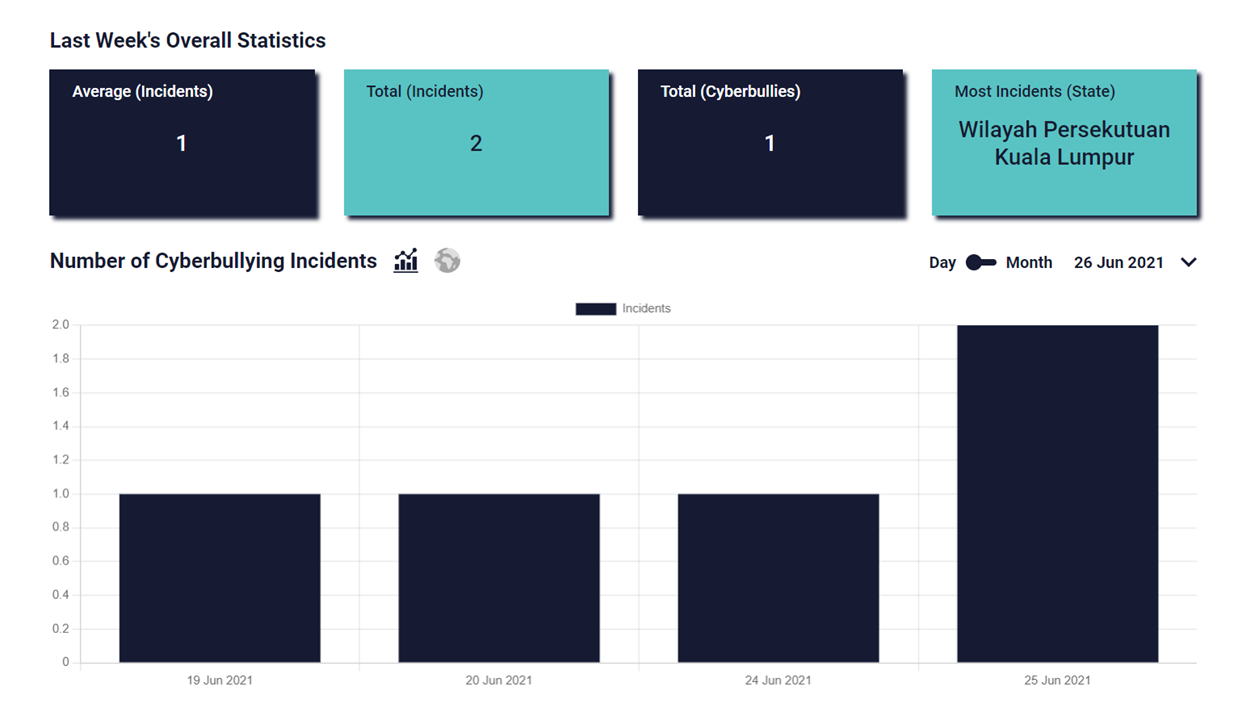 Last Week's Overall Statistics
Average (Incidents)
1
Total (Incidents)
2
Total (Cyberbullies)
1
Most Incidents (State)
Wilayah Persekutuan
Kuala Lumpur
Number of Cyberbullying Incidents
Day Month 26 Jun 2021
Incidents
2.0
1.8
1.6
1.4
1.2
1.0
0.8
0.6
0.4
0.2
0
19 Jun 2021 20 Jun 2021 24 Jun 2021 25 Jun 2021